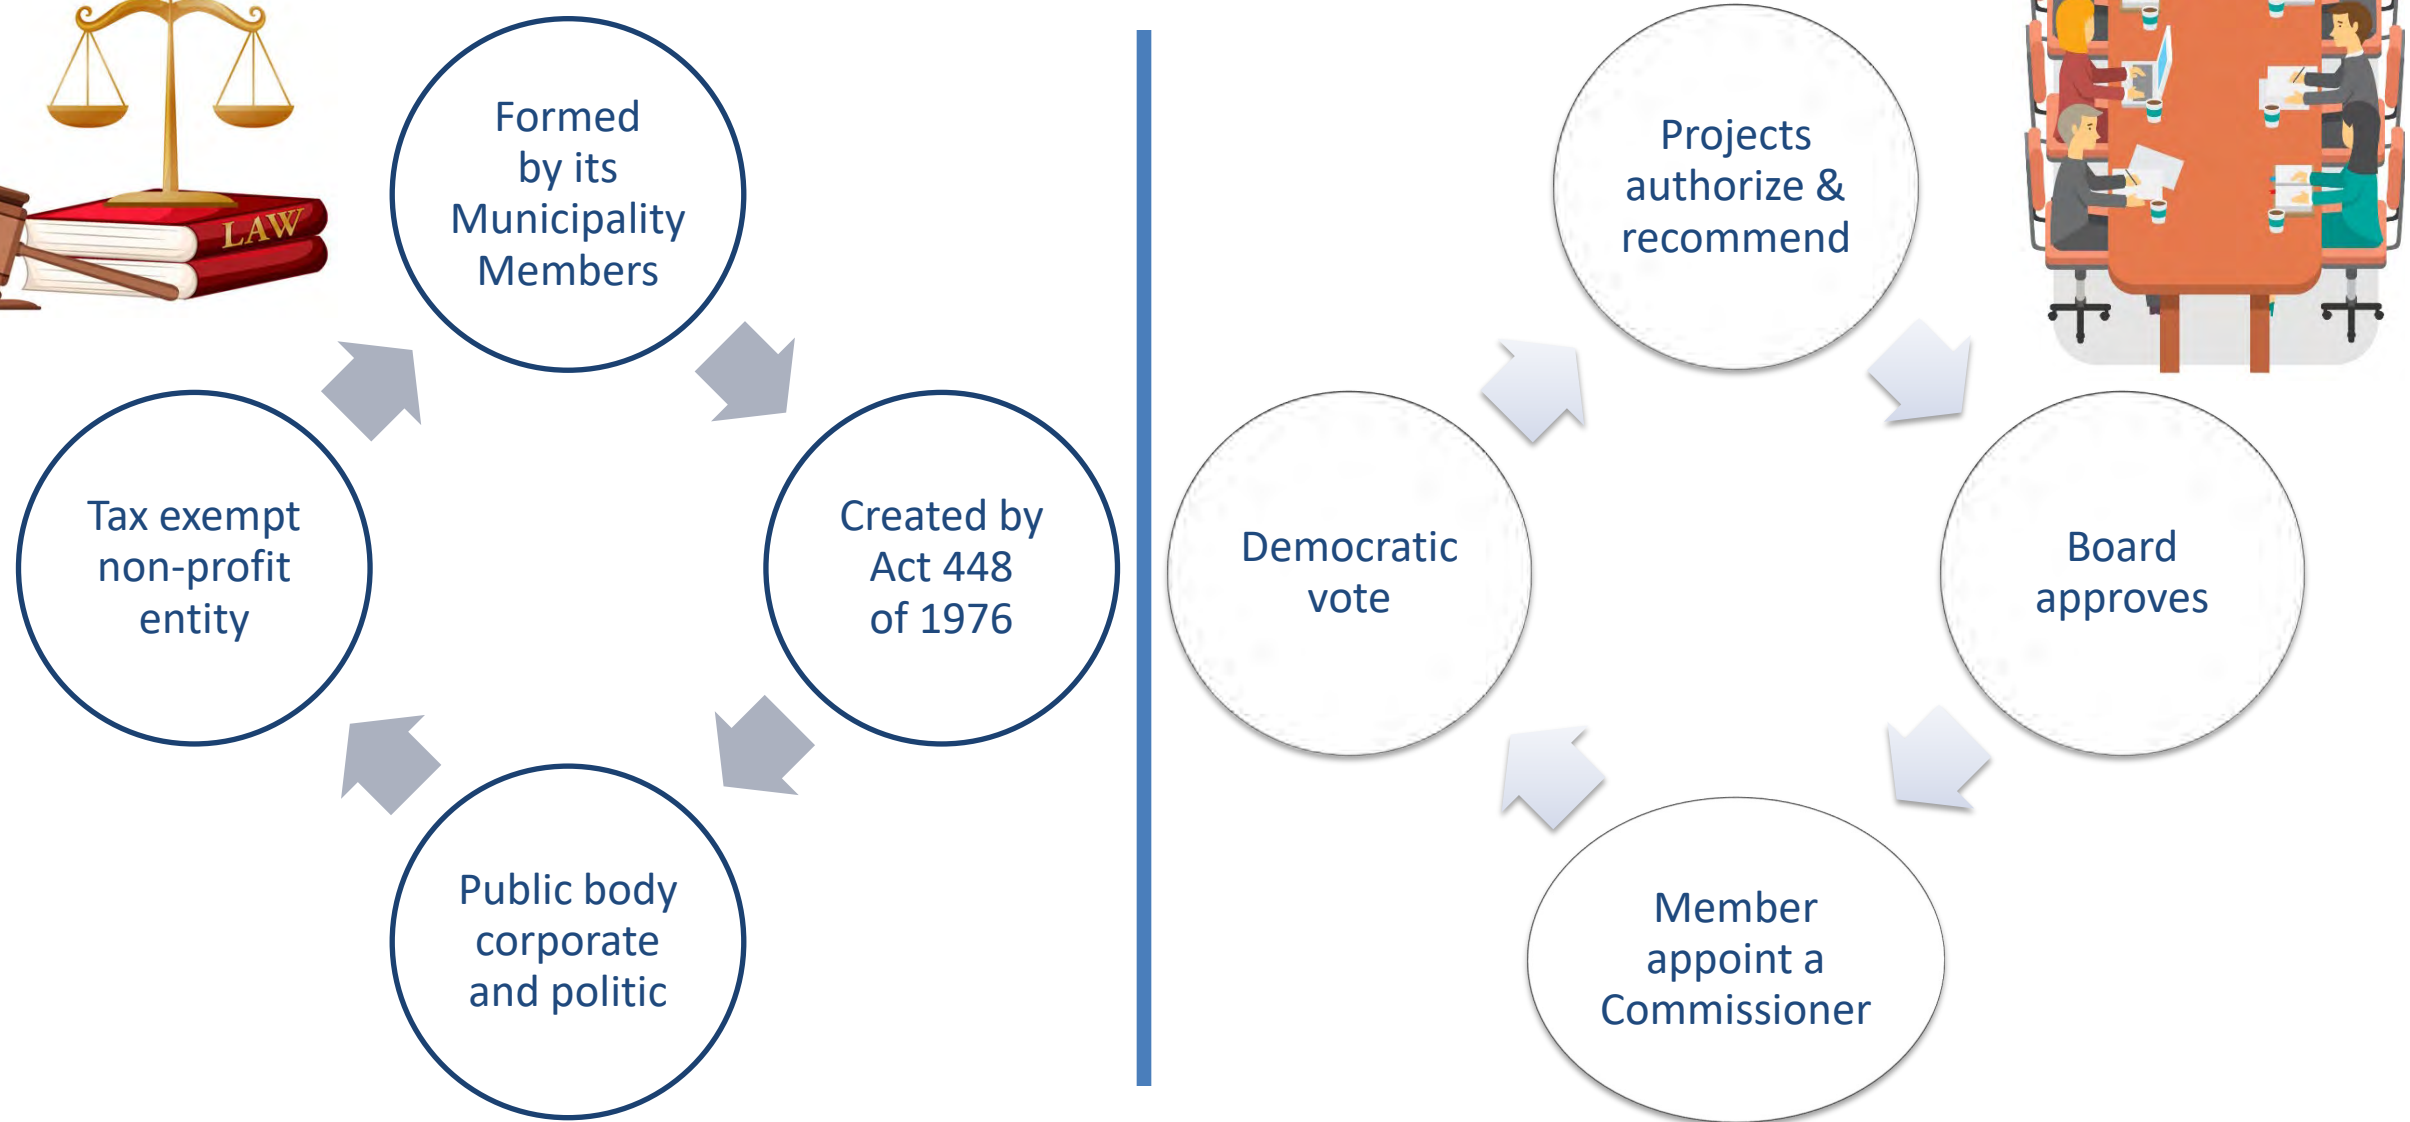 LAW
Formed
by its
Municipality
Members
Created by
Act 448
of 1976
Public body
corporate
and politic
Tax exempt
non-profit
entity
Projects
authorize &
recommend
Board
approves
Member
appoint a
Commissioner
Democratic
vote